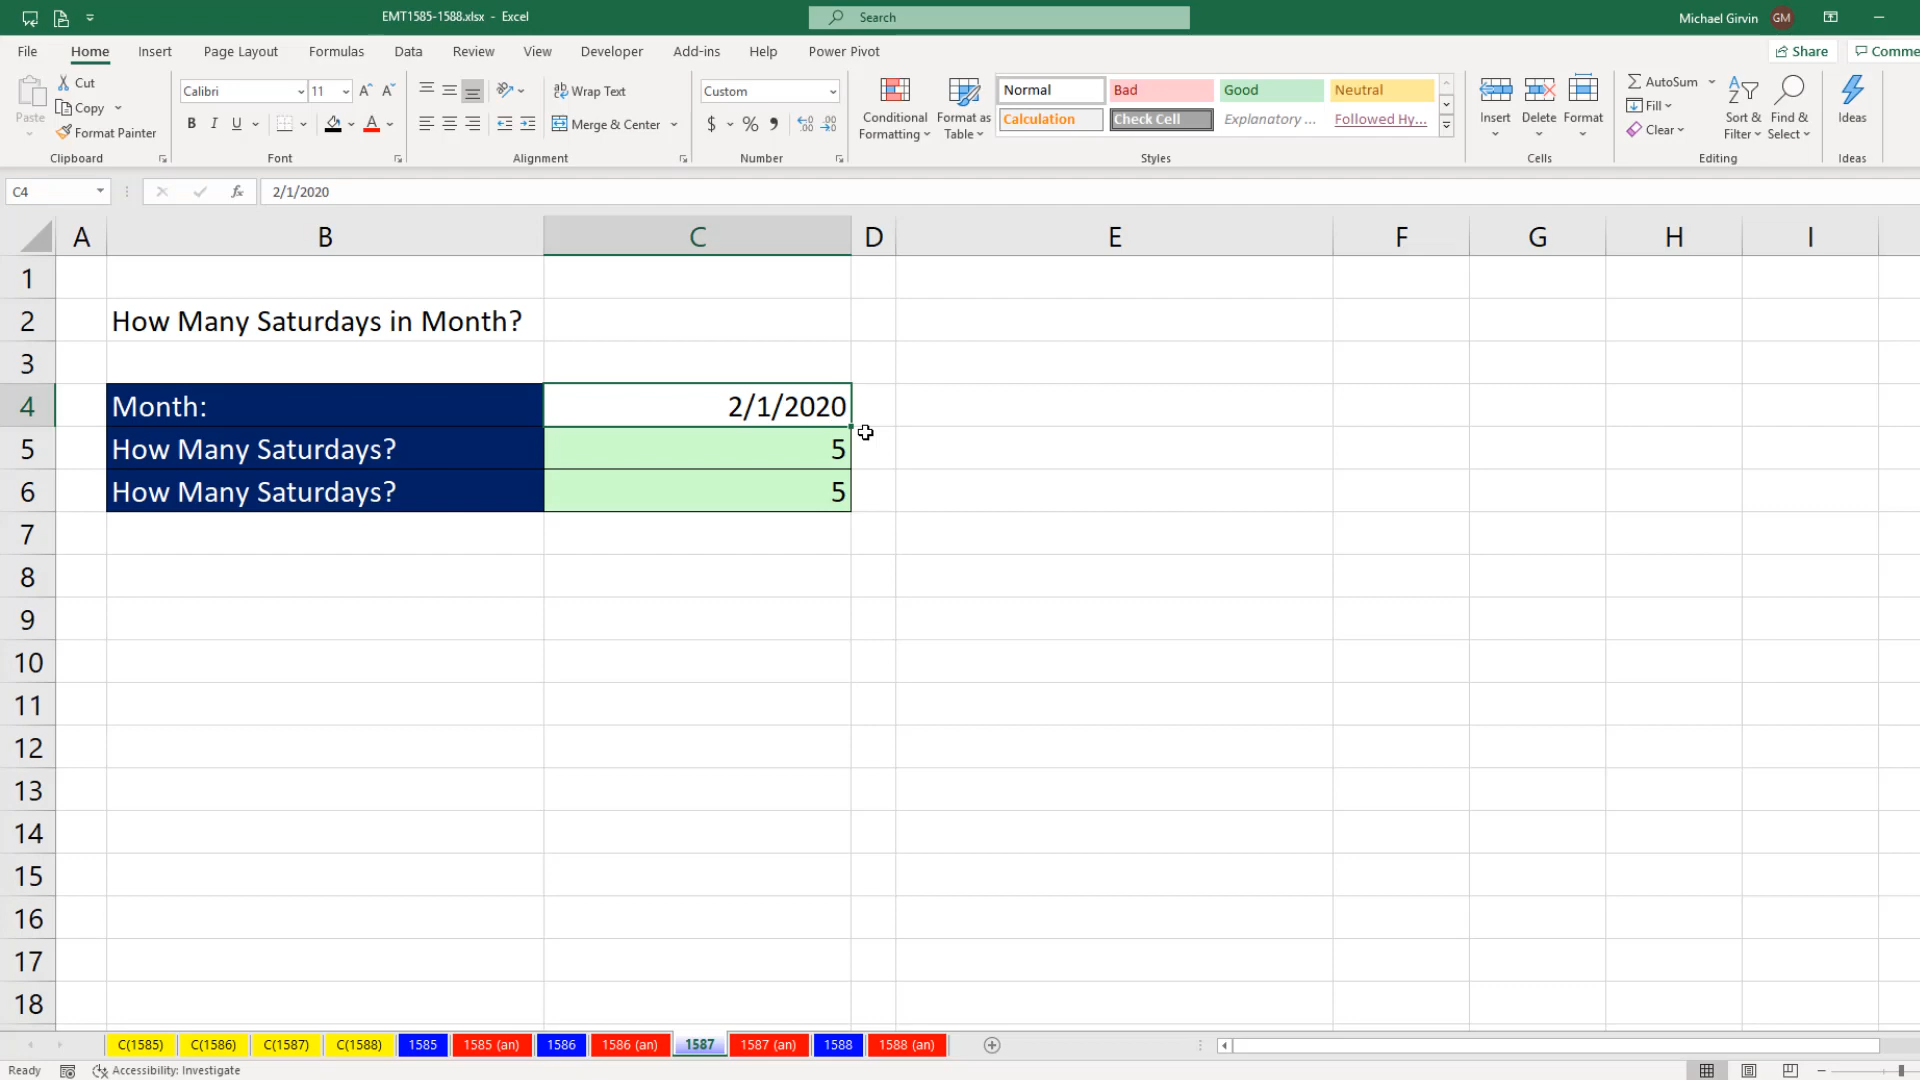 EMT1585-1588.xlsx - Excel
Search
Michael Girvin GM
File Home Insert Page Layout Formulas Data Review View Developer Add-ins Help Power Pivot
Share Comme
Paste
Cut
Copy
Format Painter
Clipboard
Calibri 11
B I U
Font
Wrap Text
Merge & Center
Alignment
Custom
$ % ,
Number
Conditional Formatting
Format as Table
Normal Bad Good Neutral
Calculation Check Cell Explanatory ... Followed Hy...
Styles
Insert Delete Format
Cells
AutoSum
Fill
Clear
Sort & Filter
Find & Select
Editing
Ideas
Ideas
C4 fx 2/1/2020
A B C D E F G H I
1
2 How Many Saturdays in Month?
3
4 Month: 2/1/2020
5 How Many Saturdays? 5
6 How Many Saturdays? 5
7
8
9
10
11
12
13
14
15
16
17
18
C(1585) C(1586) C(1587) C(1588) 1585 1585 (an) 1586 1586 (an) 1587 1587 (an) 1588 1588 (an)
Ready Accessibility: Investigate